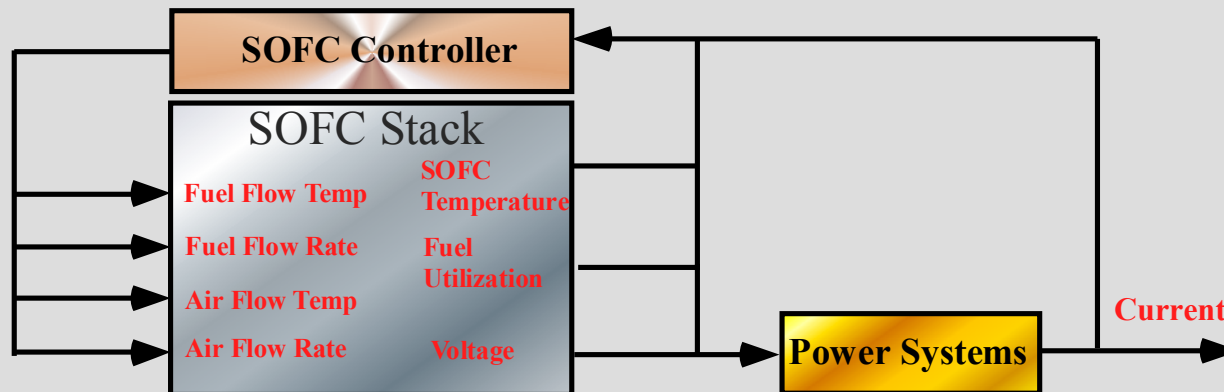 SOFC Controller
SOFC Stack
Fuel Flow Temp
Fuel Flow Rate
Air Flow Temp
Air Flow Rate
SOFC
Temperature
Fuel
Utilization
Voltage
Power Systems
Current